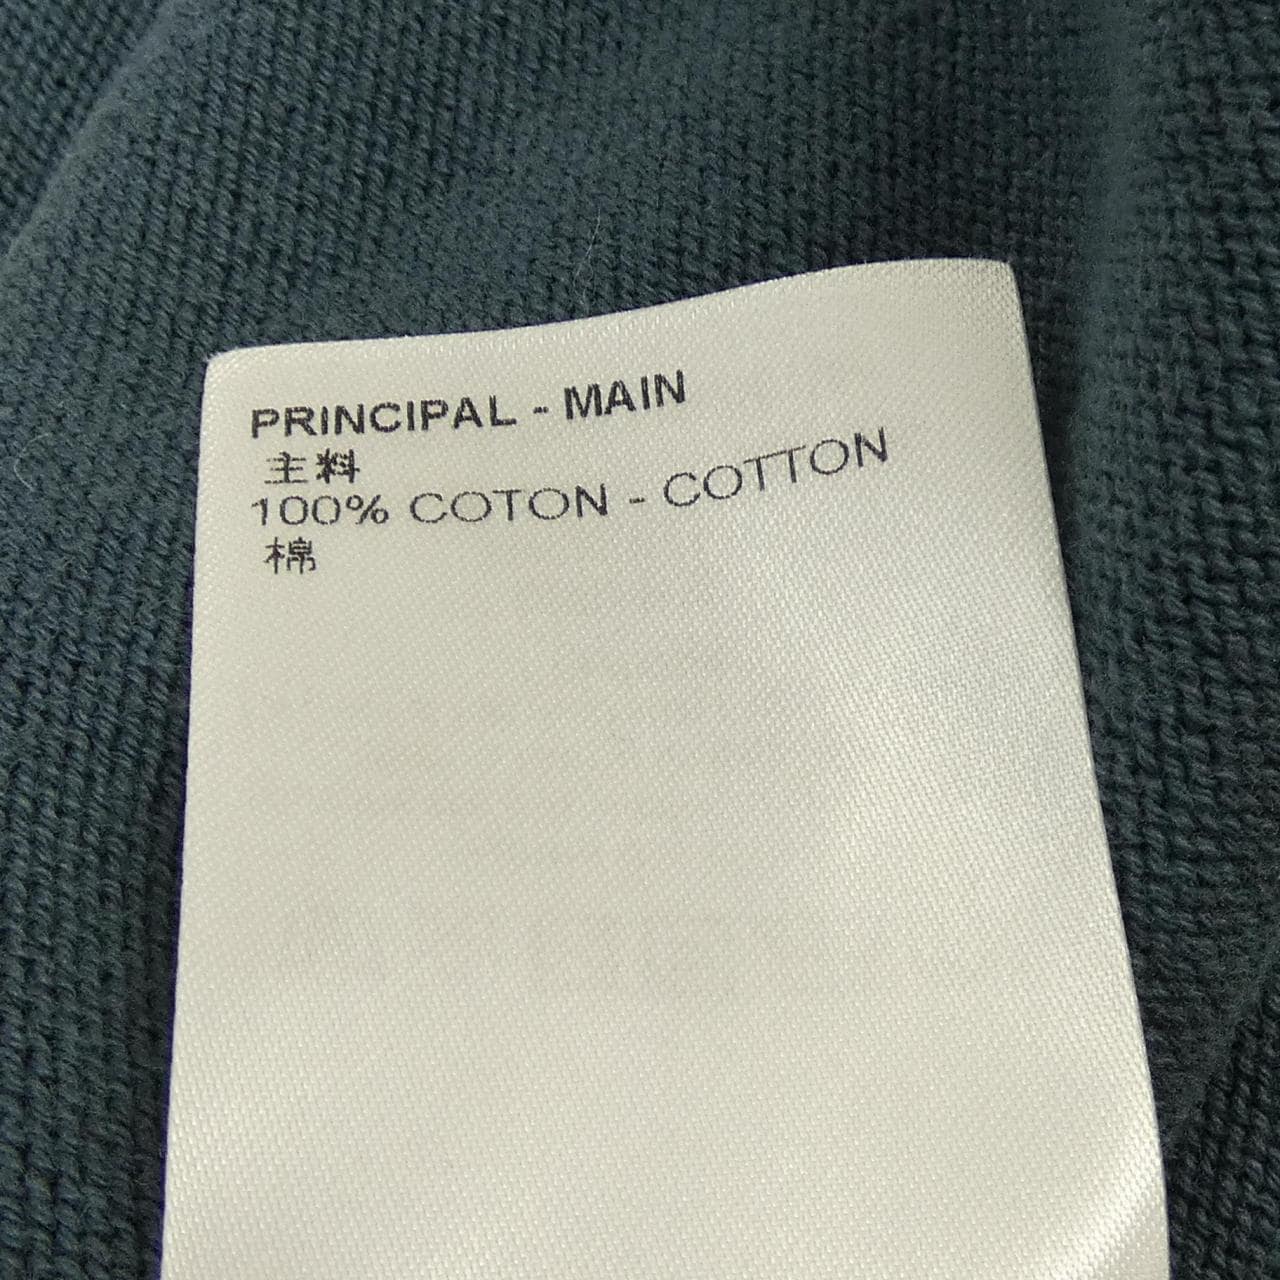 PRINCIPAL - MAIN
主料
100% COTON - COTTON
棉